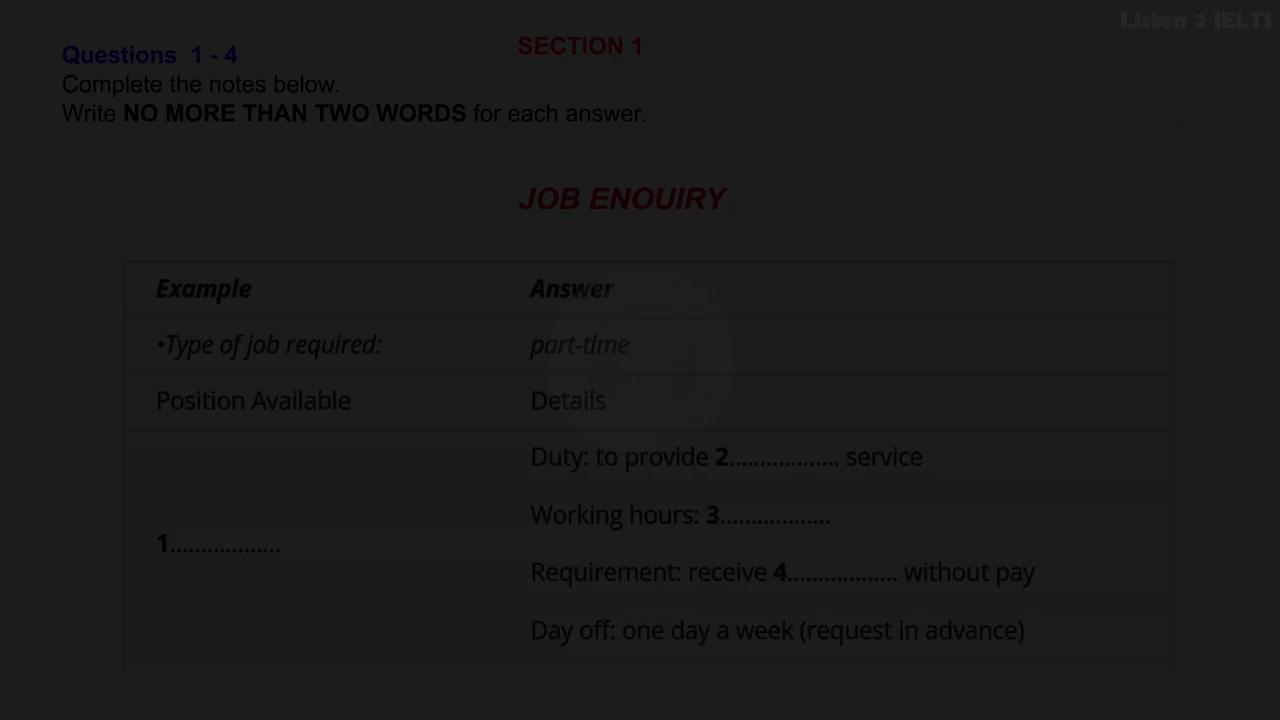 Listen 2 IELTS
SECTION 1
Questions 1 - 4
Complete the notes below.
Write NO MORE THAN TWO WORDS for each answer.
JOB ENOUIRY
Example Answer
•Type of job required: part-time
Position Available Details
Duty: to provide 2.................. service
Working hours: 3..................
1..................
Requirement: receive 4.................. without pay
Day off: one day a week (request in advance)